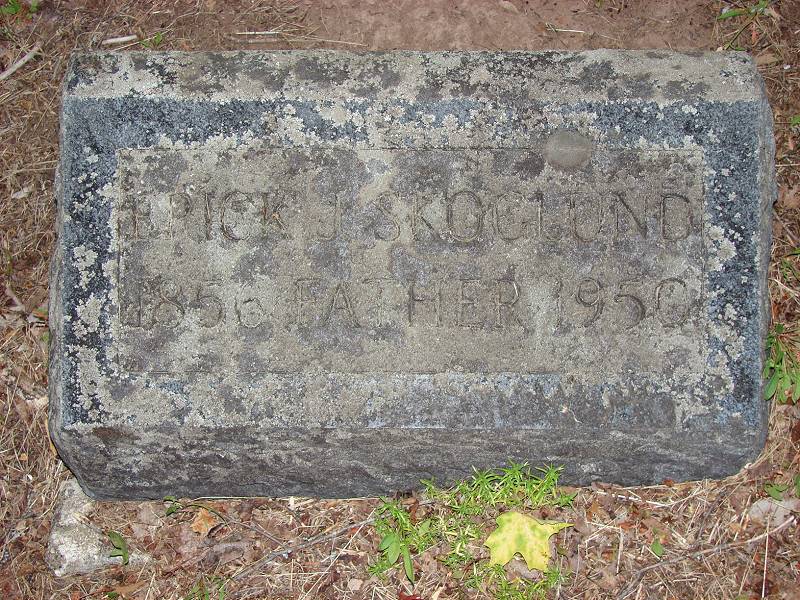 ERICK J. SKOGLUND
1856 FATHER 1950